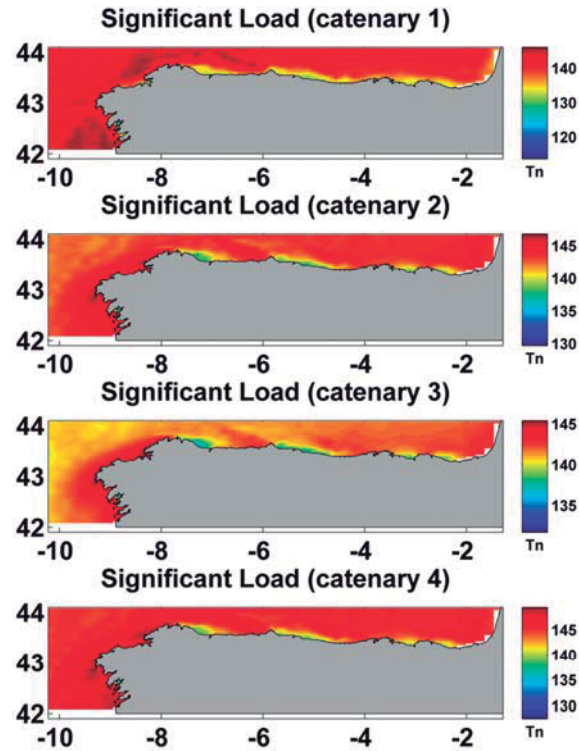 Significant Load (catenary 1)
44
43
42
-10 -8 -6 -4 -2
140
130
120
Tn
Significant Load (catenary 2)
44
43
42
-10 -8 -6 -4 -2
145
140
135
130
Tn
Significant Load (catenary 3)
44
43
42
-10 -8 -6 -4 -2
145
140
135
Tn
Significant Load (catenary 4)
44
43
42
-10 -8 -6 -4 -2
145
140
135
130
Tn